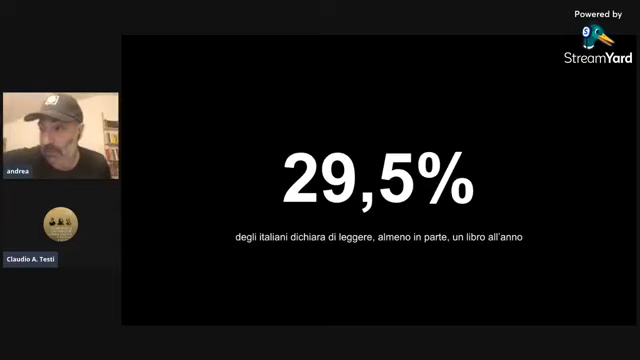 Powered by
StreamYard
29,5%
degli italiani dichiara di leggere, almeno in parte, un libro all'anno
andrea
Claudio A. Testi